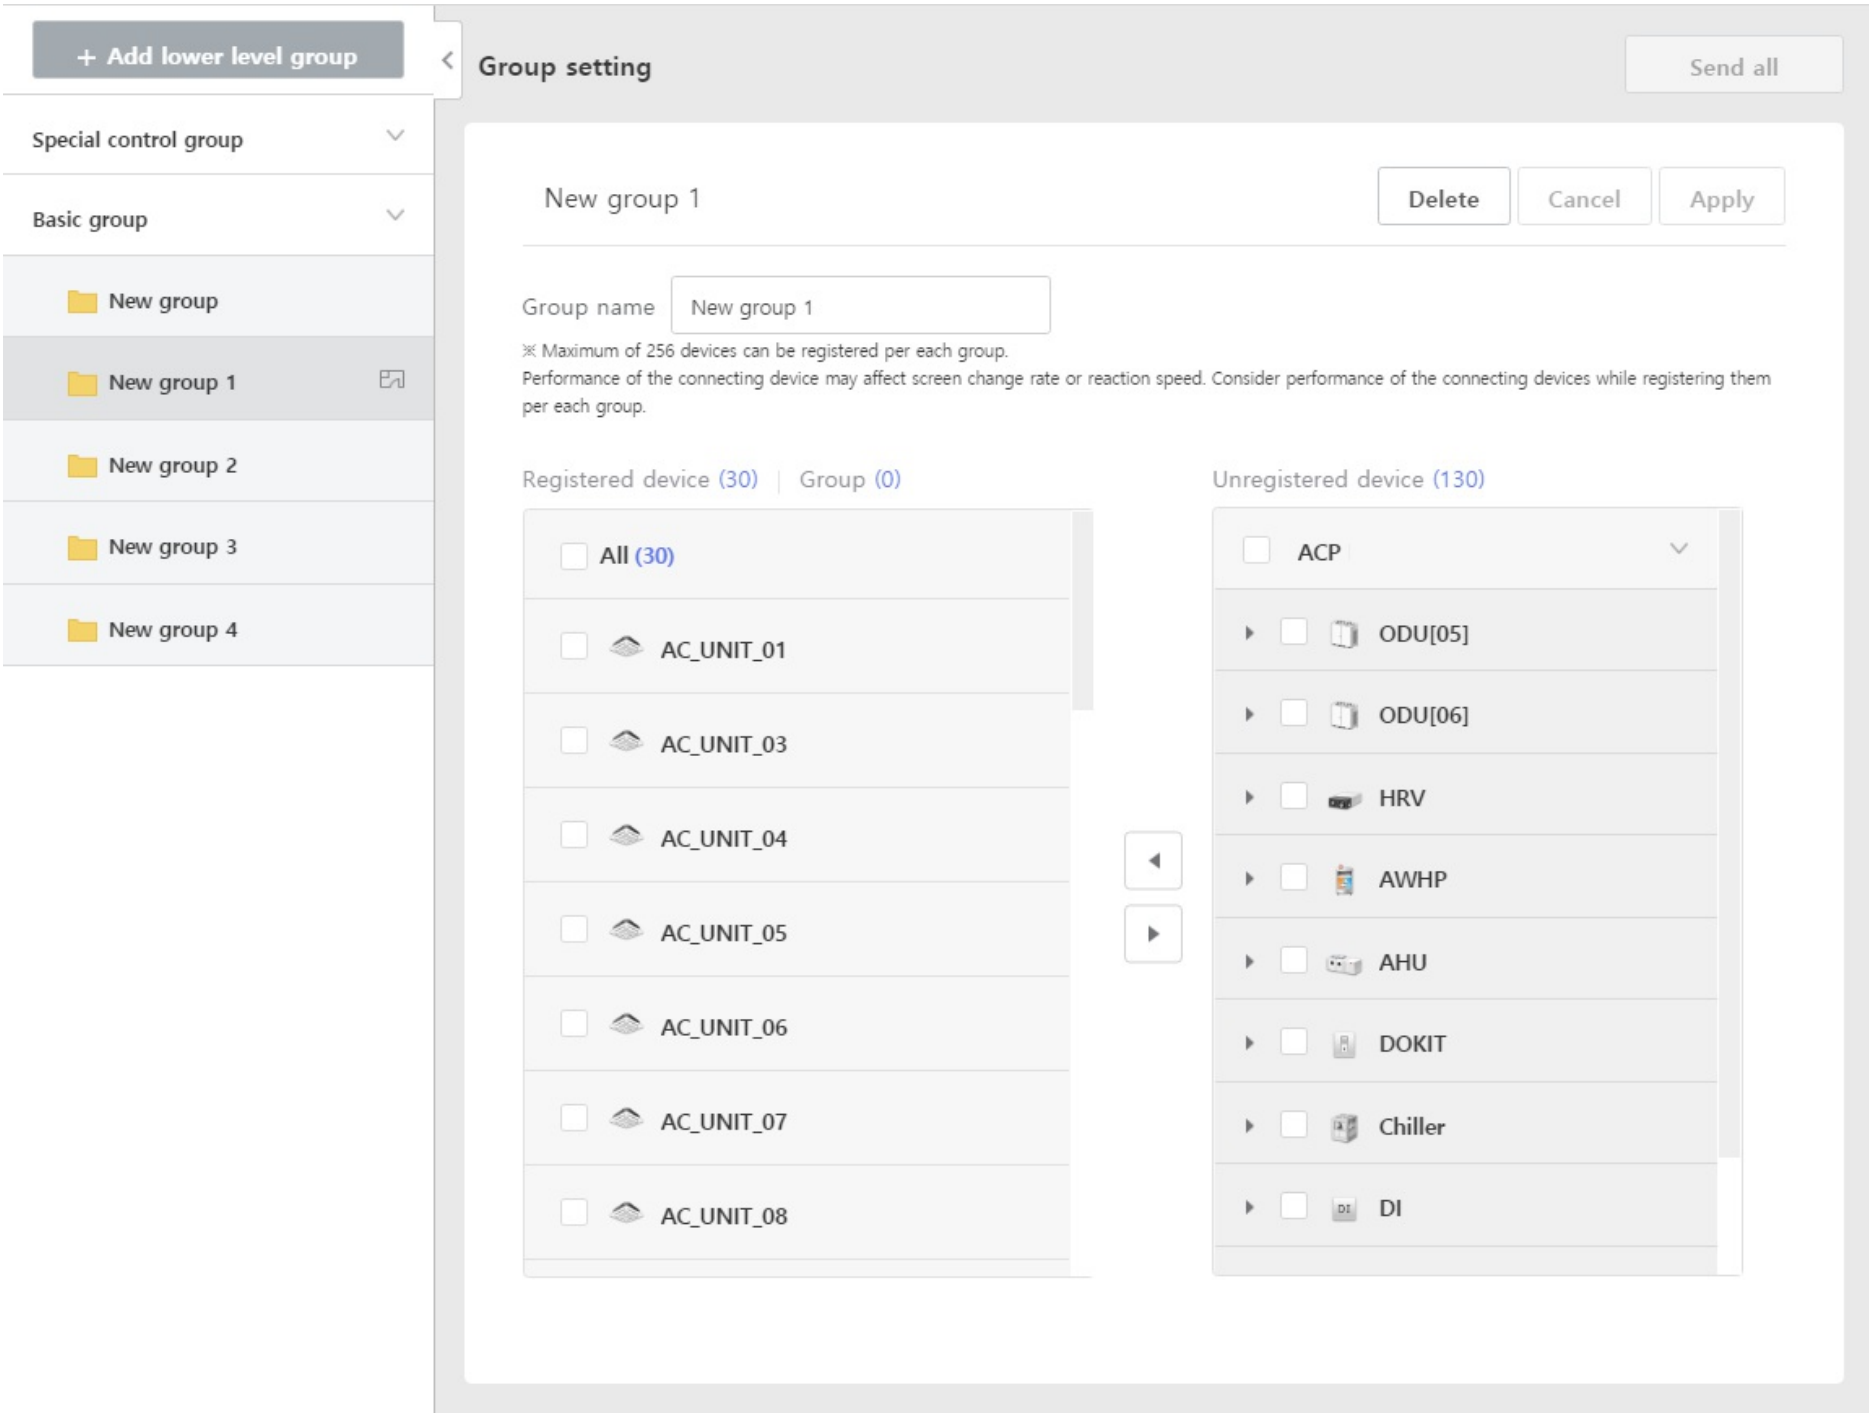 + Add lower level group
Special control group
Basic group
New group
New group 1
New group 2
New group 3
New group 4
Group setting
Send all
New group 1
Delete
Cancel
Apply
Group name
New group 1
※ Maximum of 256 devices can be registered per each group.
Performance of the connecting device may affect screen change rate or reaction speed. Consider performance of the connecting devices while registering them
per each group.
Registered device (30) | Group (0)
All (30)
AC_UNIT_01
AC_UNIT_03
AC_UNIT_04
AC_UNIT_05
AC_UNIT_06
AC_UNIT_07
AC_UNIT_08
Unregistered device (130)
ACP
ODU[05]
ODU[06]
HRV
AWHP
AHU
DOKIT
Chiller
DI DI